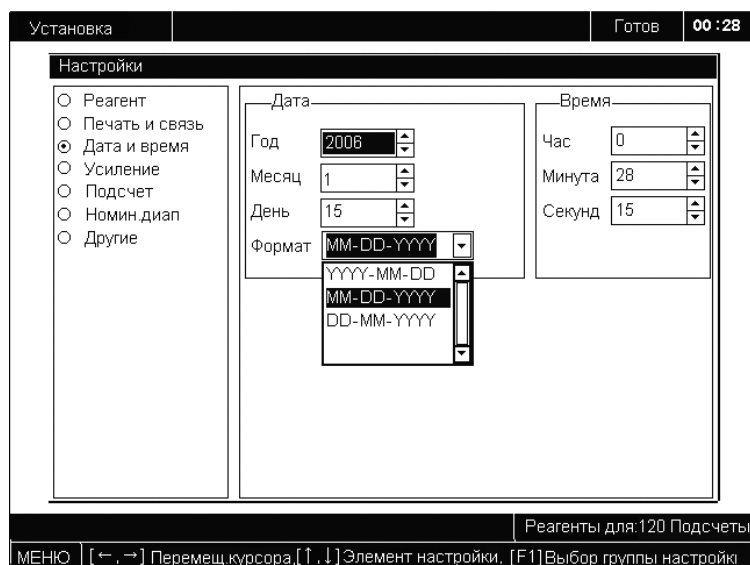 Установка Готов 00:28
Настройки
Реагент
Печать и связь
Дата и время
Усиление
Подсчет
Номин.диап
Другие
Дата
Год 2006
Месяц 1
День 15
Формат MM-DD-YYYY
YYYY-MM-DD
MM-DD-YYYY
DD-MM-YYYY
Время
Час 0
Минута 28
Секунд 15
Реагенты для:120 Подсчеты
МЕНЮ [←,→] Перемещ.курсора,[↑,↓]Элемент настройки, [F1]Выбор группы настройкі